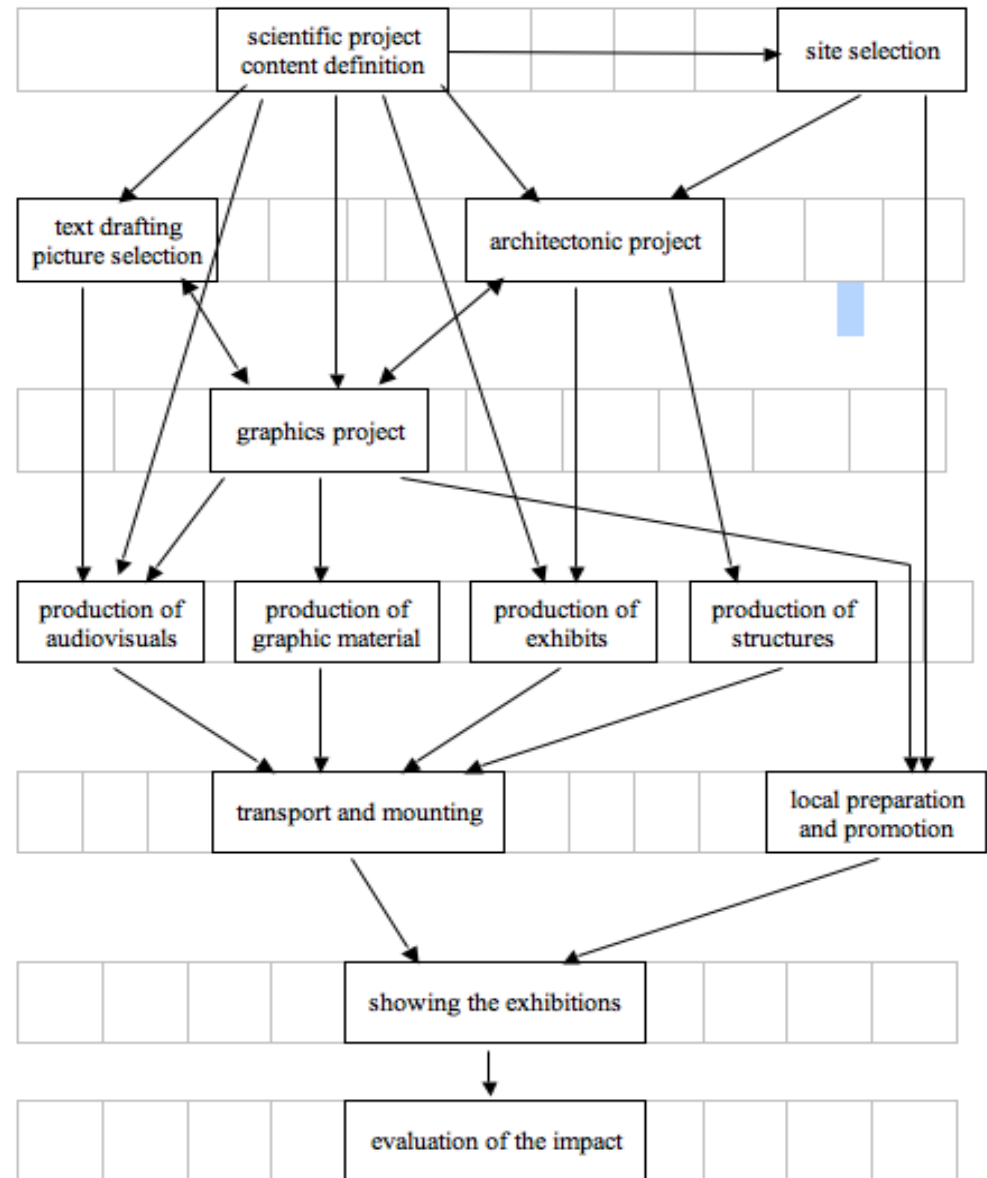 scientific project
content definition
site selection
text drafting
picture selection
architectonic project
graphics project
production of
audiovisuals
production of
graphic material
production of
exhibits
production of
structures
transport and mounting
local preparation
and promotion
showing the exhibitions
evaluation of the impact